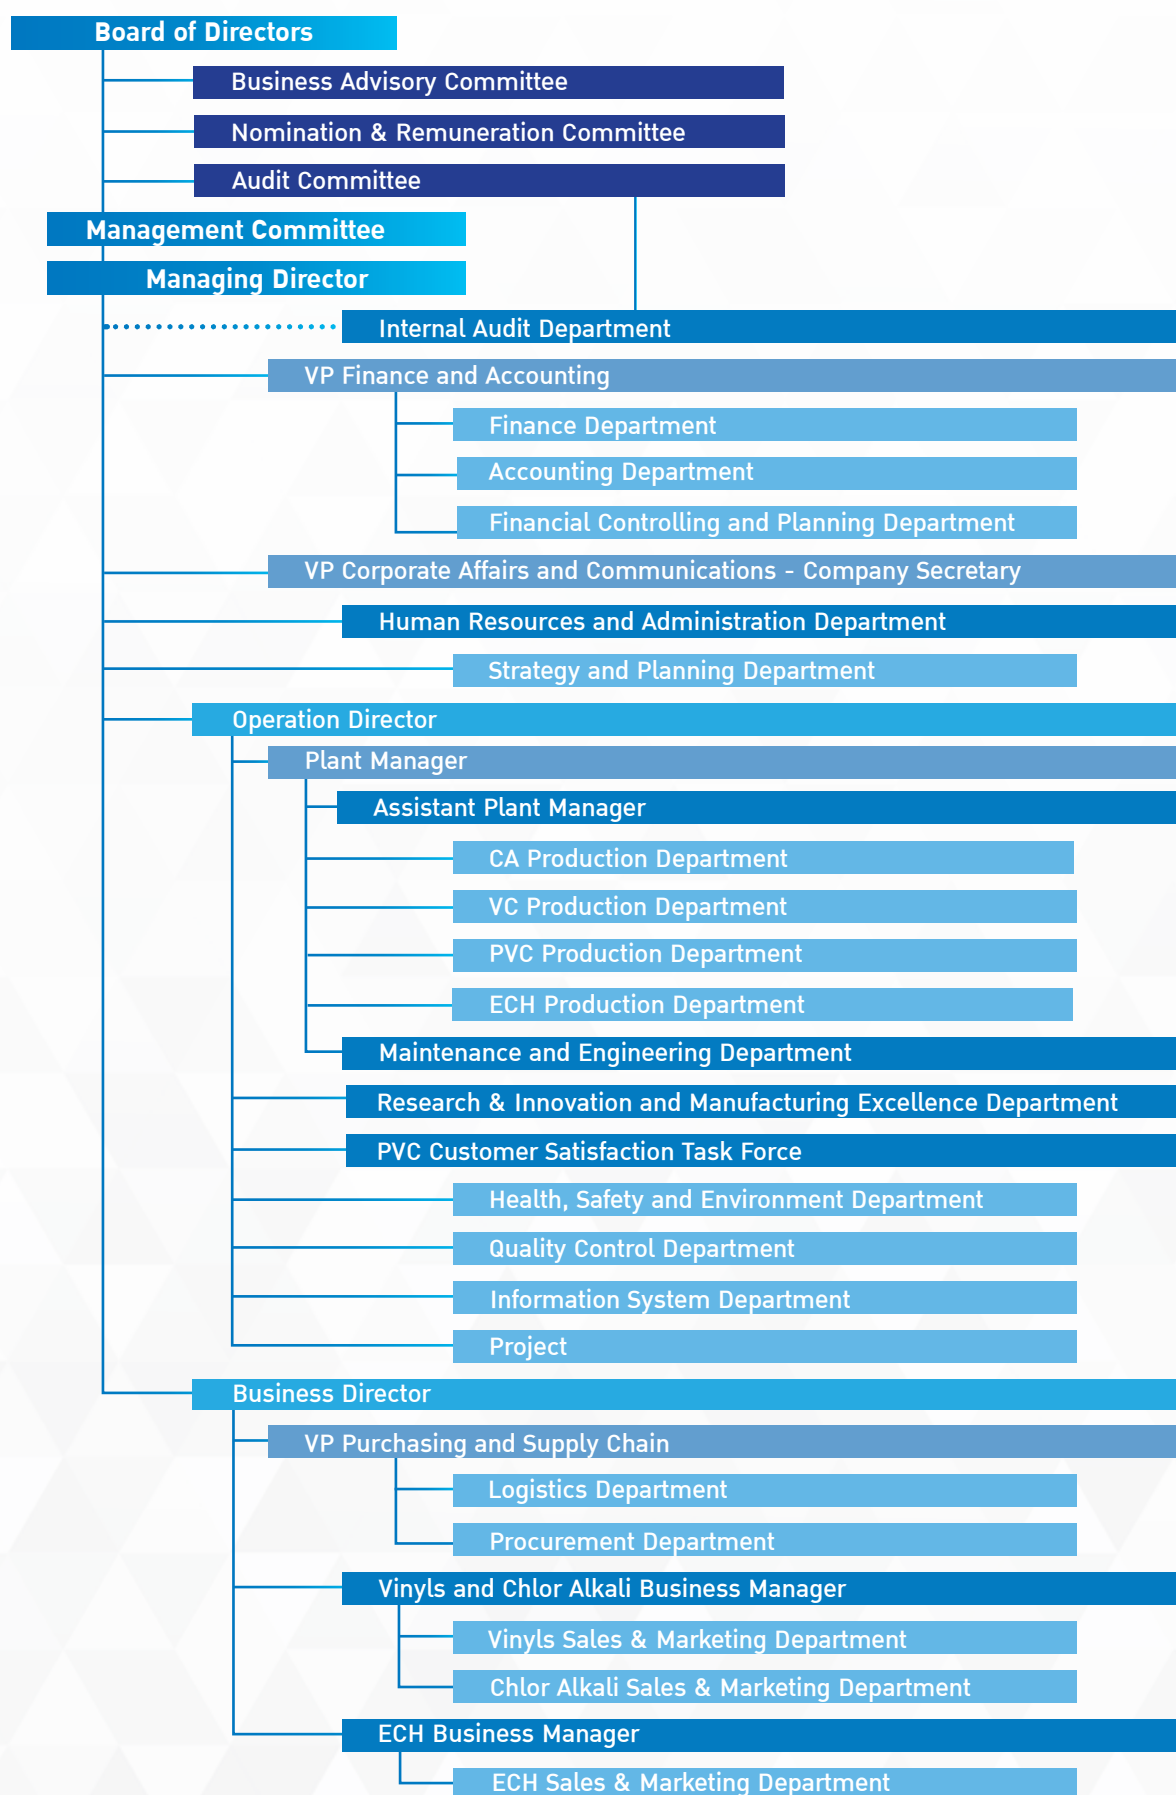 Board of Directors
Business Advisory Committee
Nomination & Remuneration Committee
Audit Committee
Management Committee
Managing Director
Internal Audit Department
VP Finance and Accounting
Finance Department
Accounting Department
Financial Controlling and Planning Department
VP Corporate Affairs and Communications - Company Secretary
Human Resources and Administration Department
Strategy and Planning Department
Operation Director
Plant Manager
Assistant Plant Manager
CA Production Department
VC Production Department
PVC Production Department
ECH Production Department
Maintenance and Engineering Department
Research & Innovation and Manufacturing Excellence Department
PVC Customer Satisfaction Task Force
Health, Safety and Environment Department
Quality Control Department
Information System Department
Project
Business Director
VP Purchasing and Supply Chain
Logistics Department
Procurement Department
Vinyls and Chlor Alkali Business Manager
Vinyls Sales & Marketing Department
Chlor Alkali Sales & Marketing Department
ECH Business Manager
ECH Sales & Marketing Department